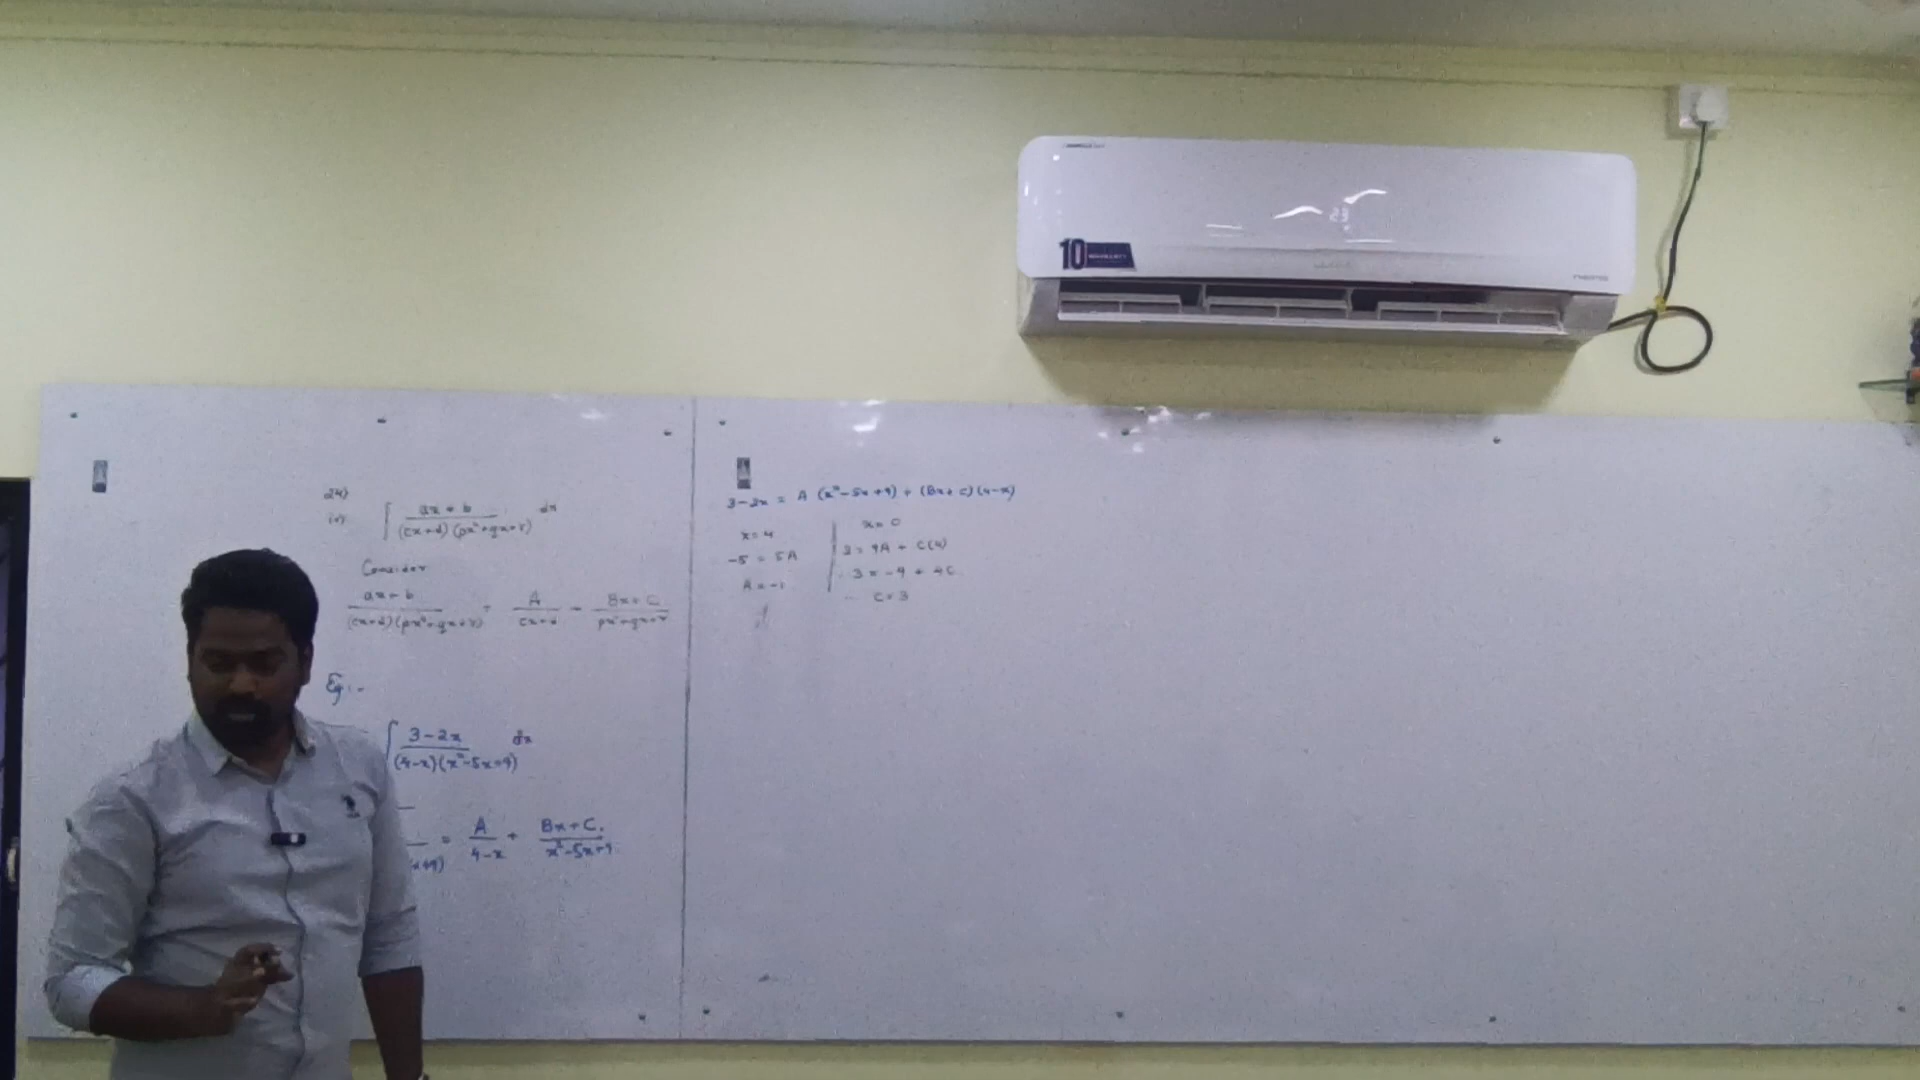 24)
iv) ∫ (ax+b)/((cx+d)(px²+qx+r)) dx
Consider
(ax+b)/((cx+d)(px²+qx+r)) = A/(cx+d) + (Bx+C)/(px²+qx+r)
Eg:-
∫ (3-2x)/((4-x)(x²-5x+9)) dx
x+9) = A/(4-x) + (Bx+C)/(x²-5x+9)
3-2x = A (x²-5x+9) + (Bx+C)(4-x)
x=4
-5 = 5A
A=-1
x=0
3=9A + C(4)
3 = -9 + 4C
C=3
10